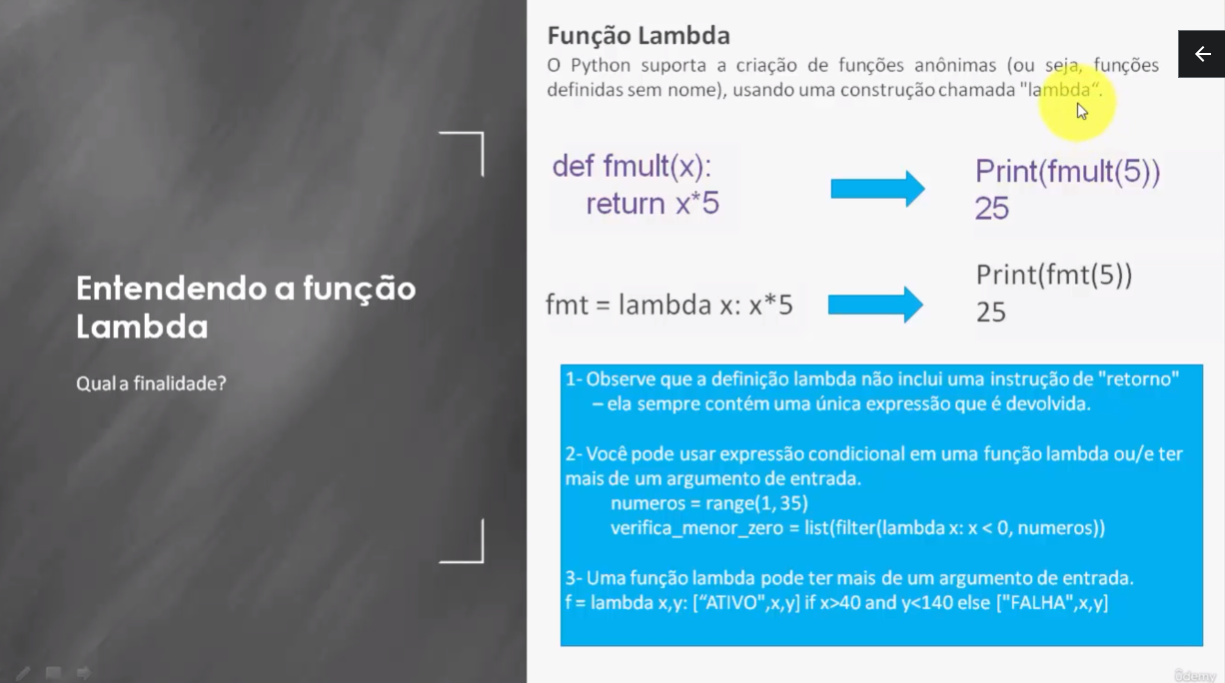 Entendendo a função
Lambda
Qual a finalidade?
Função Lambda
O Python suporta a criação de funções anônimas (ou seja, funções
definidas sem nome), usando uma construção chamada "lambda“.
def fmult(x):
return x*5
Print(fmult(5))
25
fmt = lambda x: x*5
Print(fmt(5))
25
1- Observe que a definição lambda não inclui uma instrução de "retorno"
– ela sempre contém uma única expressão que é devolvida.
2- Você pode usar expressão condicional em uma função lambda ou/e ter
mais de um argumento de entrada.
numeros = range(1, 35)
verifica_menor_zero = list(filter(lambda x: x < 0, numeros))
3- Uma função lambda pode ter mais de um argumento de entrada.
f = lambda x,y: [“ATIVO",x,y] if x>40 and y<140 else ["FALHA",x,y]
ûdemy